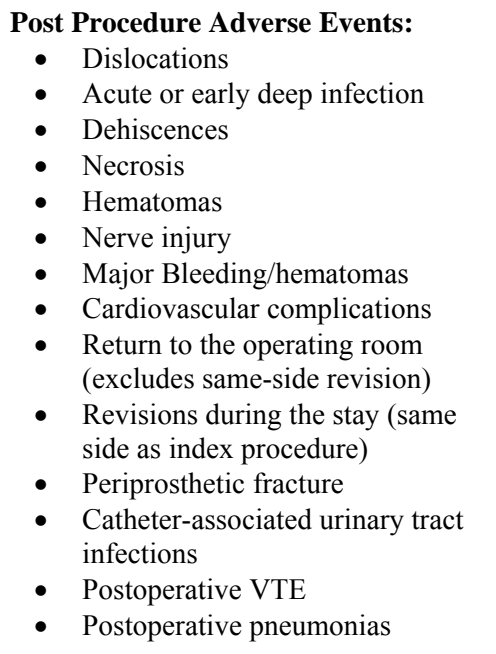 Post Procedure Adverse Events:
• Dislocations
• Acute or early deep infection
• Dehiscences
• Necrosis
• Hematomas
• Nerve injury
• Major Bleeding/hematomas
• Cardiovascular complications
• Return to the operating room
(excludes same-side revision)
• Revisions during the stay (same
side as index procedure)
• Periprosthetic fracture
• Catheter-associated urinary tract
infections
• Postoperative VTE
• Postoperative pneumonias